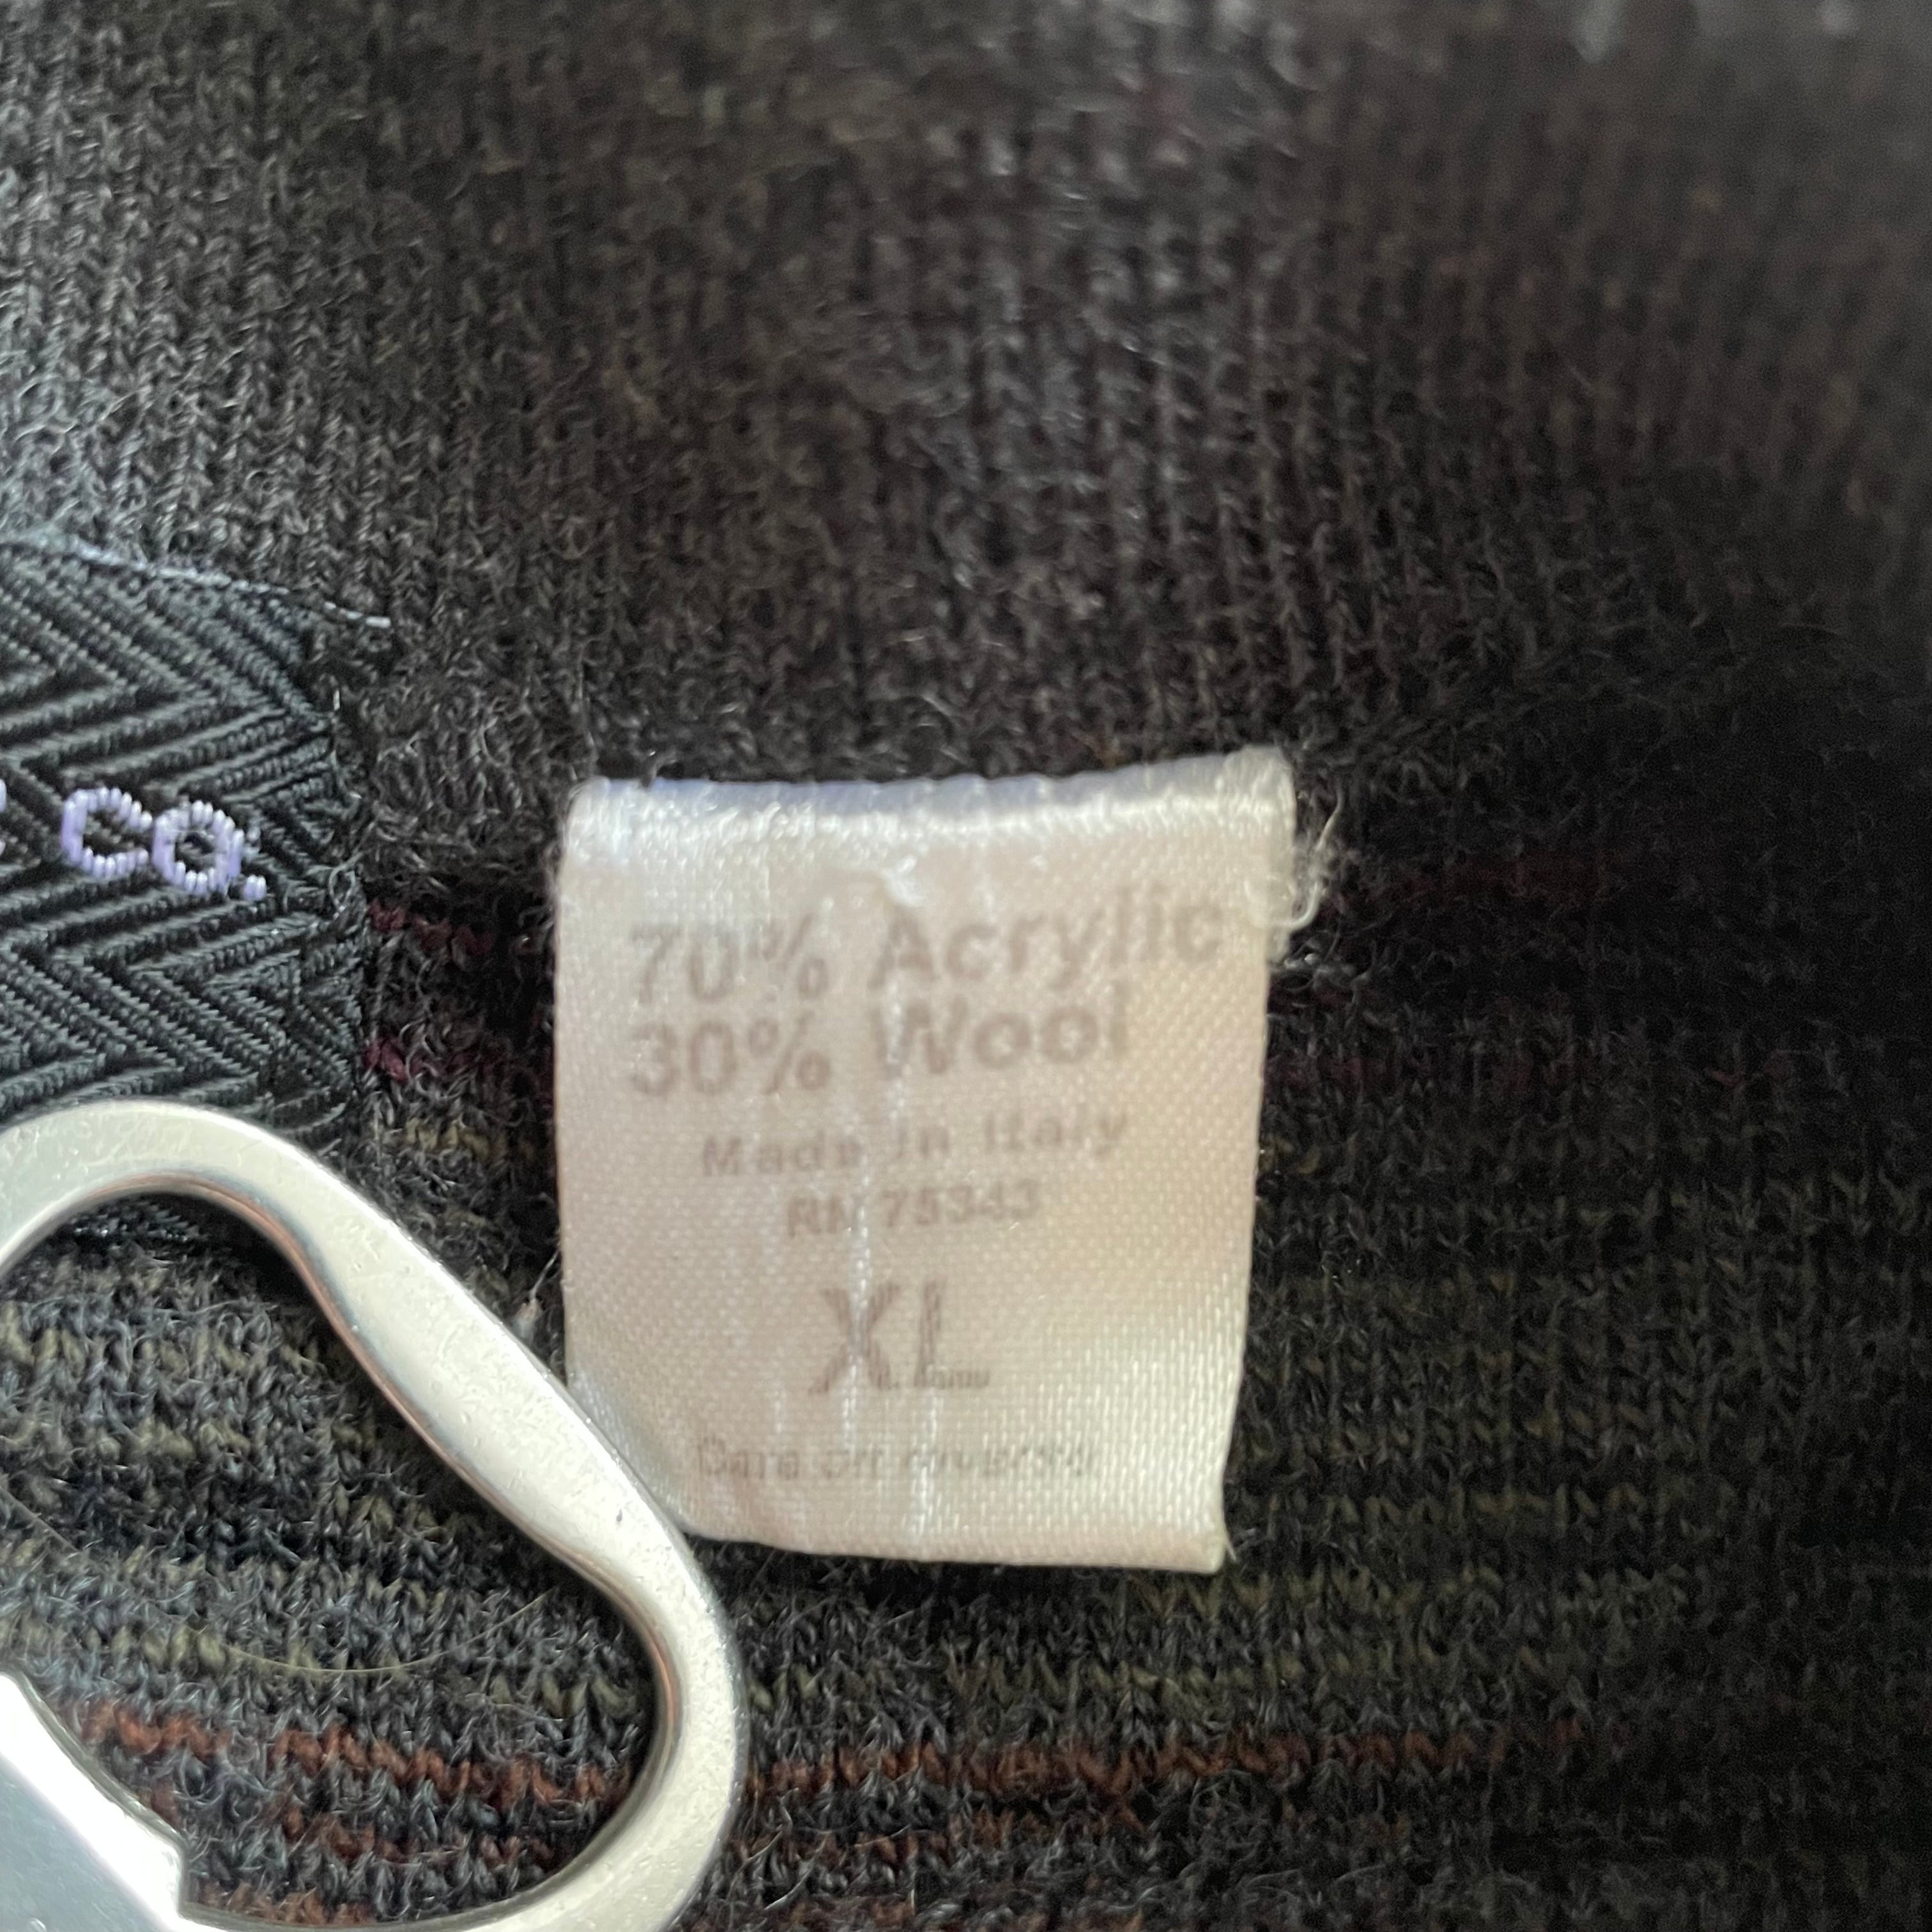 CO.
70% Acrylic
30% Wool
Made in Italy
RN 75343
XL
Care on reverse